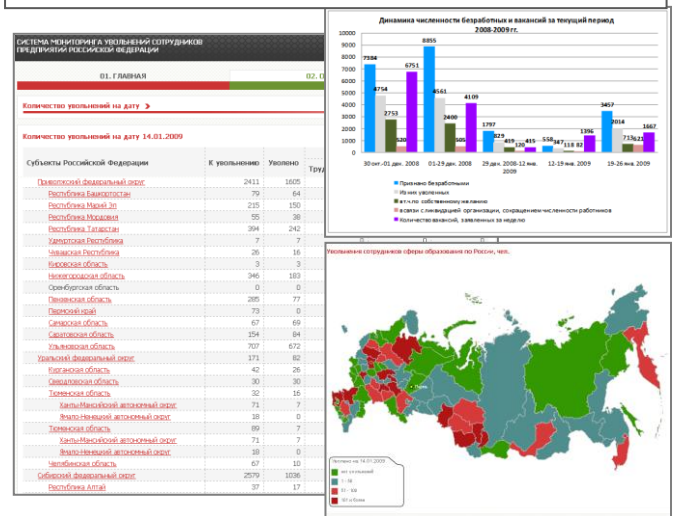 СИСТЕМА МОНИТОРИНГА УВОЛЬНЕНИЙ СОТРУДНИКОВ
ПРЕДПРИЯТИЙ РОССИЙСКОЙ ФЕДЕРАЦИИ
01. ГЛАВНАЯ
02. О
Количество увольнений на дату
Количество увольнений на дату 14.01.2009
Субъекты Российской Федерации К увольнению Уволено
Приволжский федеральный округ 2411 1605
Республика Башкортостан 79 64
Республика Марий Эл 215 150
Республика Мордовия 55 38
Республика Татарстан 394 242
Удмуртская Республика 7 7
Чувашская Республика 26 16
Кировская область 3 3
Нижегородская область 346 183
Оренбургская область 0 0
Пензенская область 285 77
Пермский край 73 0
Самарская область 67 69
Саратовская область 154 84
Ульяновская область 707 672
Уральский федеральный округ 171 82
Курганская область 42 26
Свердловская область 30 30
Тюменская область 32 16
Ханты-Мансийский автономный округ 71 7
Ямало-Ненецкий автономный округ 18 0
Тюменская область 89 7
Ханты-Мансийский автономный округ 71 7
Ямало-Ненецкий автономный округ 18 0
Челябинская область 67 10
Сибирский федеральный округ 2579 1036
Республика Алтай 37 17
Динамика численности безработных и вакансий за текущий период
2008-2009 гг.
10000
9000
8000
7000
6000
5000
4000
3000
2000
1000
0
7384 4754 2753 520 6751
8855 4561 2400 505 4109
1797 829 419 120 415
558 347 118 82 1396
3457 2014 713 621 1667
30 окт.-01 дек. 2008 01-29 дек. 2008 29 дек. 2008-12 янв. 2009 12-19 янв. 2009 19-26 янв. 2009
Признано безработными
Из них уволенных
в т.ч. по собственному желанию
в связи с ликвидацией организации, сокращением численности работников
Количество вакансий, заявленных за неделю
Увольнение сотрудников сферы образования по России, чел.